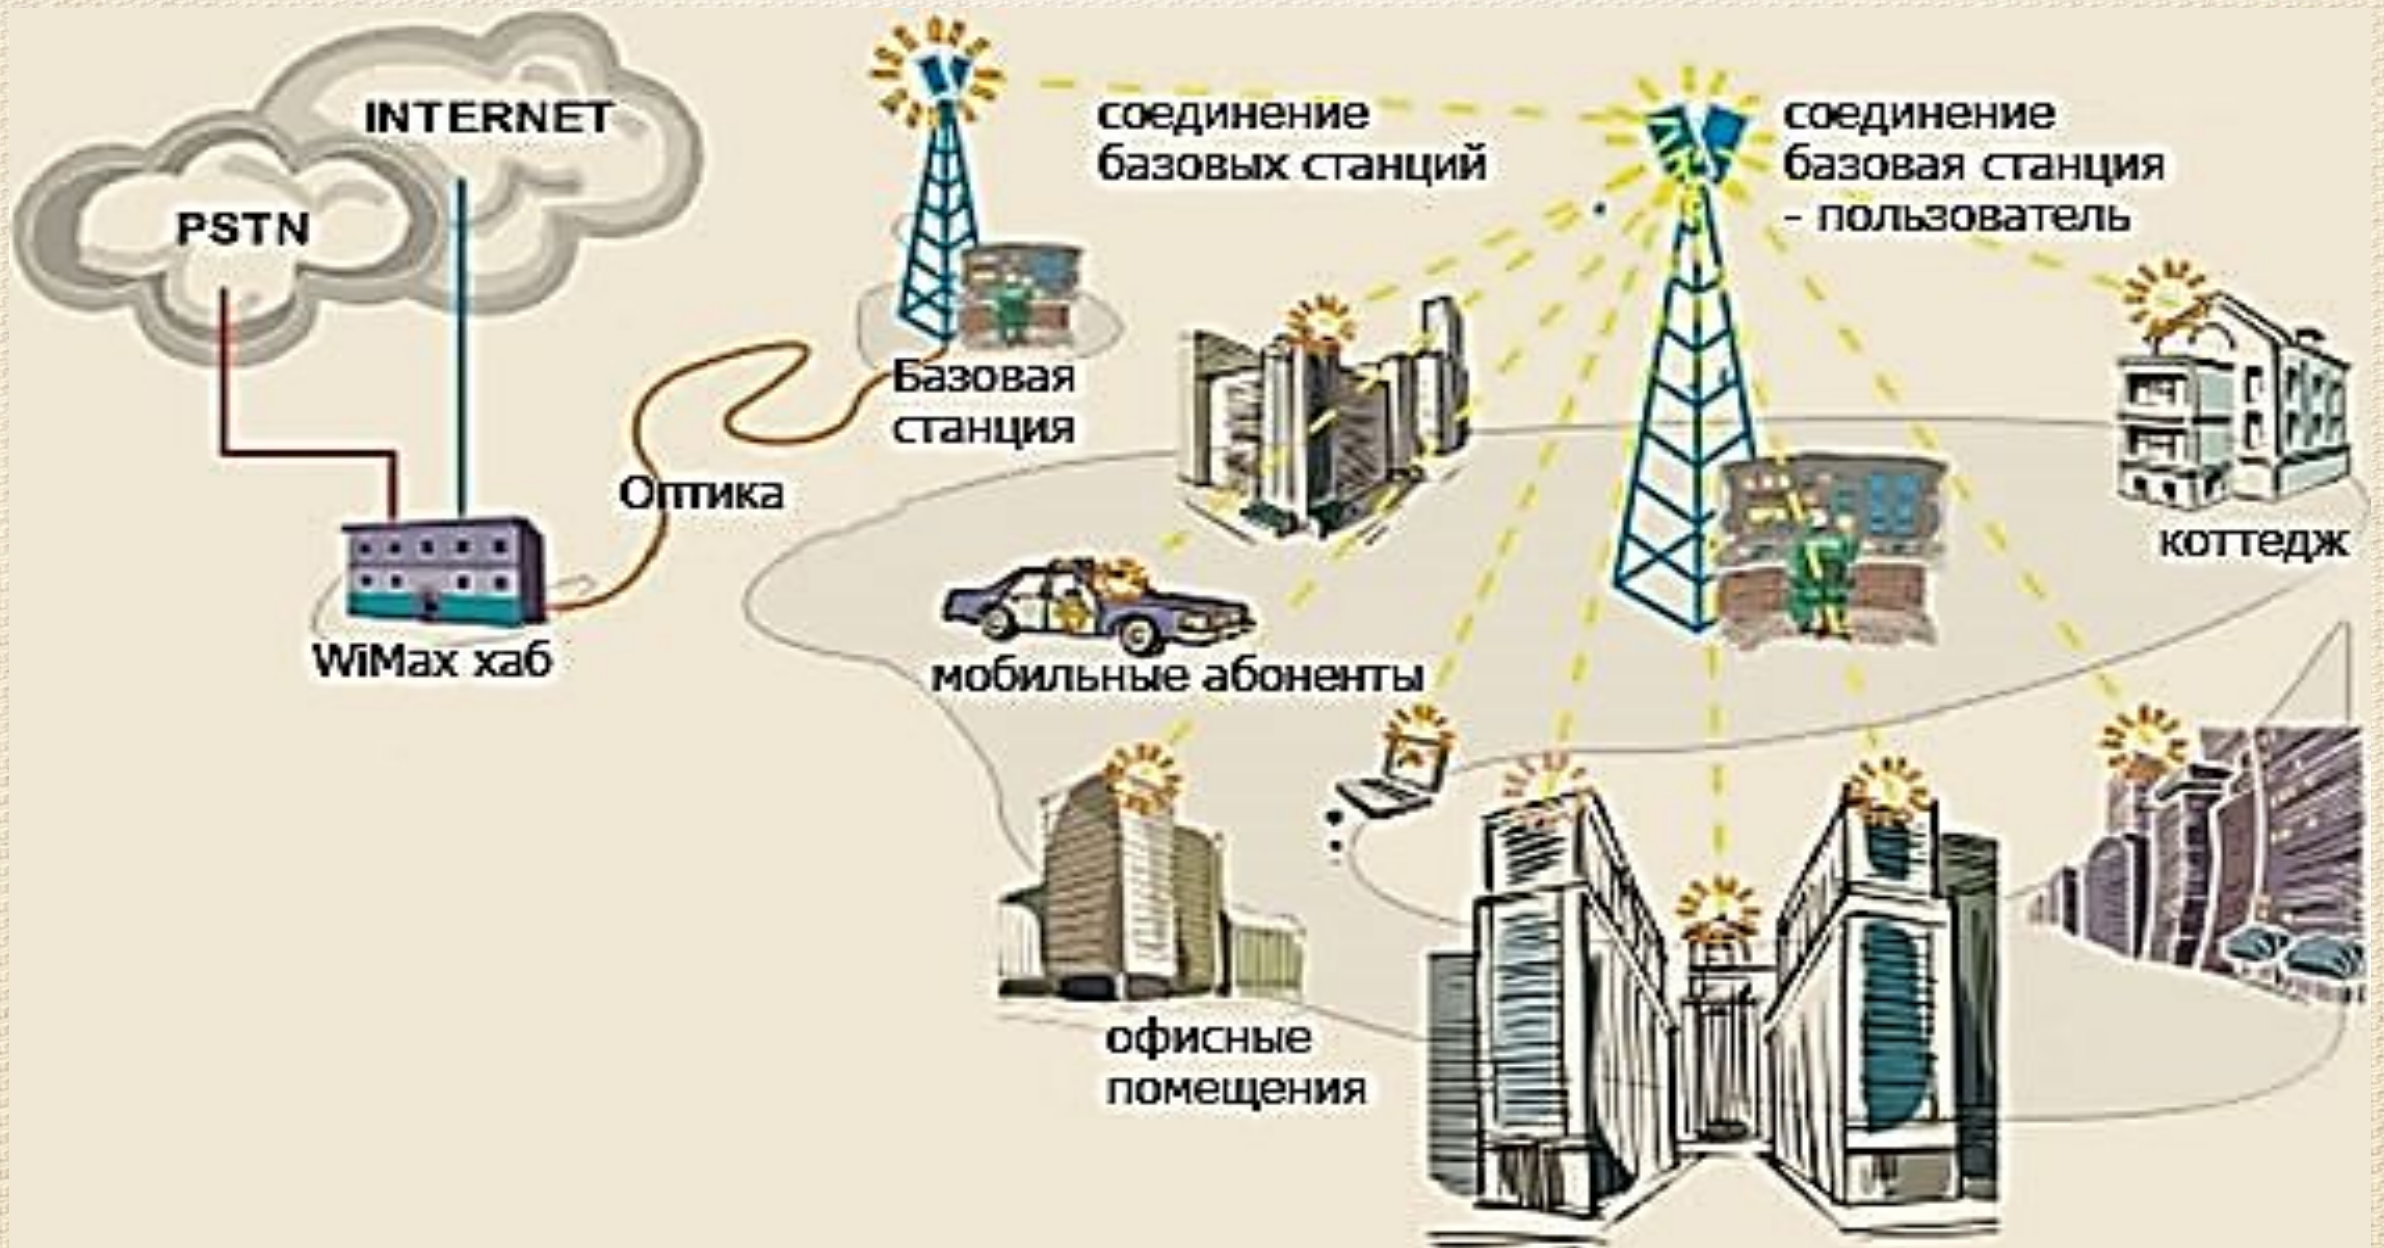 INTERNET
PSTN
соединение
базовых станций
соединение
базовая станция
- пользователь
Базовая
станция
Оптика
коттедж
WiMax хаб
мобильные абоненты
офисные
помещения